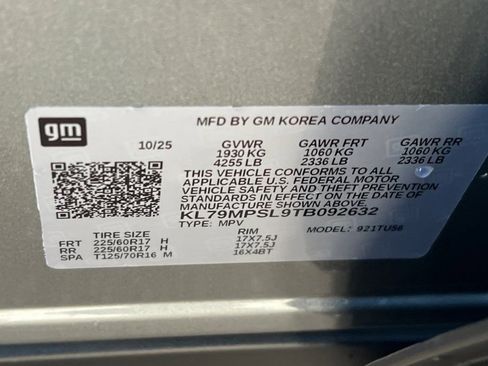 gm
MFD BY GM KOREA COMPANY
10/25 GVWR GAWR FRT GAWR RR
1930 KG 1060 KG 1060 KG
4255 LB 2336 LB 2336 LB
THIS VEHICLE CONFORMS TO ALL
APPLICABLE U.S. FEDERAL MOTOR
VEHICLE SAFETY AND THEFT PREVENTION
STANDARDS IN EFFECT ON THE DATE OF
MANUFACTURE SHOWN ABOVE.
KL79MPSL9TB092632
TYPE: MPV MODEL: 921TU56
TIRE SIZE RIM
FRT 225/60R17 H 17X7.5J
RR 225/60R17 H 17X7.5J
SPA T125/70R16 M 16X4BT